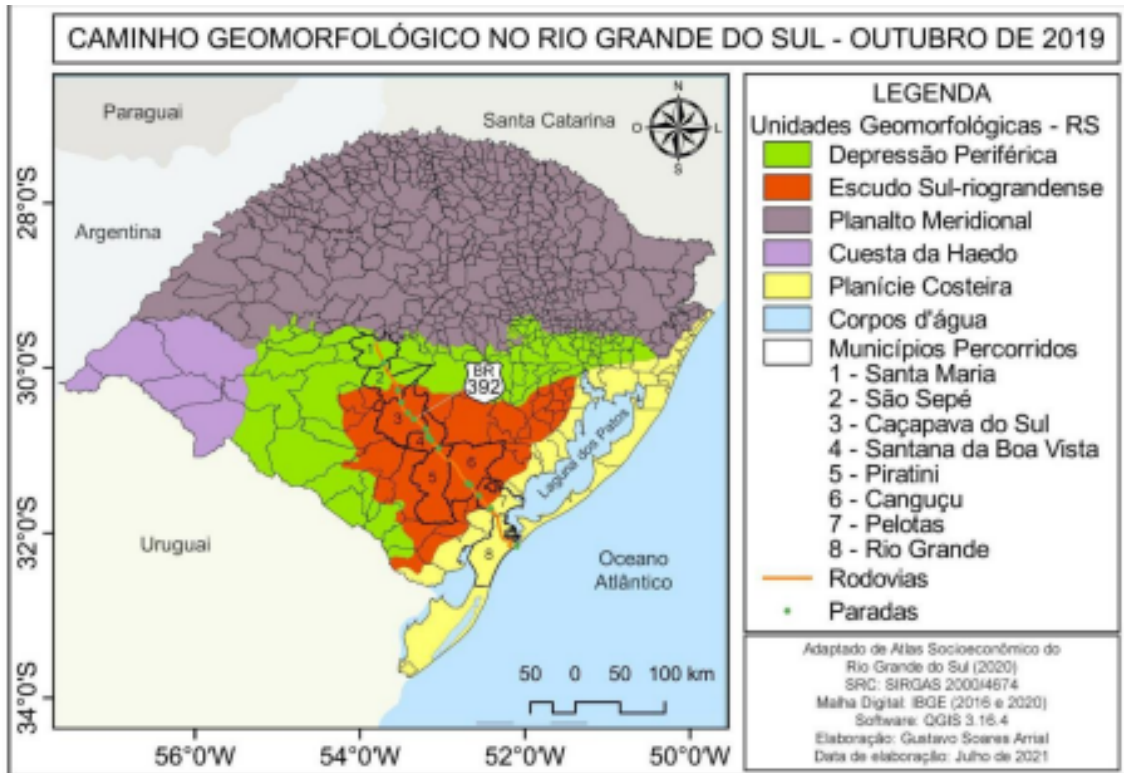 CAMINHO GEOMORFOLÓGICO NO RIO GRANDE DO SUL - OUTUBRO DE 2019
Paraguai
Santa Catarina
N
O
L
S
Argentina
28°0'S
30°0'S
32°0'S
34°0'S
BR
392
2
3
4
5
6
8
Laguna dos Patos
Uruguai
Oceano
Atlântico
50 0 50 100 km
56°0'W 54°0'W 52°0'W 50°0'W
LEGENDA
Unidades Geomorfológicas - RS
Depressão Periférica
Escudo Sul-riograndense
Planalto Meridional
Cuesta da Haedo
Planície Costeira
Corpos d'água
Municípios Percorridos
1 - Santa Maria
2 - São Sepé
3 - Caçapava do Sul
4 - Santana da Boa Vista
5 - Piratini
6 - Canguçu
7 - Pelotas
8 - Rio Grande
Rodovias
Paradas
Adaptado de Atlas Socioeconômico do
Rio Grande do Sul (2020)
SRC: SIRGAS 2000/4674
Malha Digital: IBGE (2016 e 2020)
Software: QGIS 3.16.4
Elaboração: Gustavo Soares Arrial
Data de elaboração: Julho de 2021